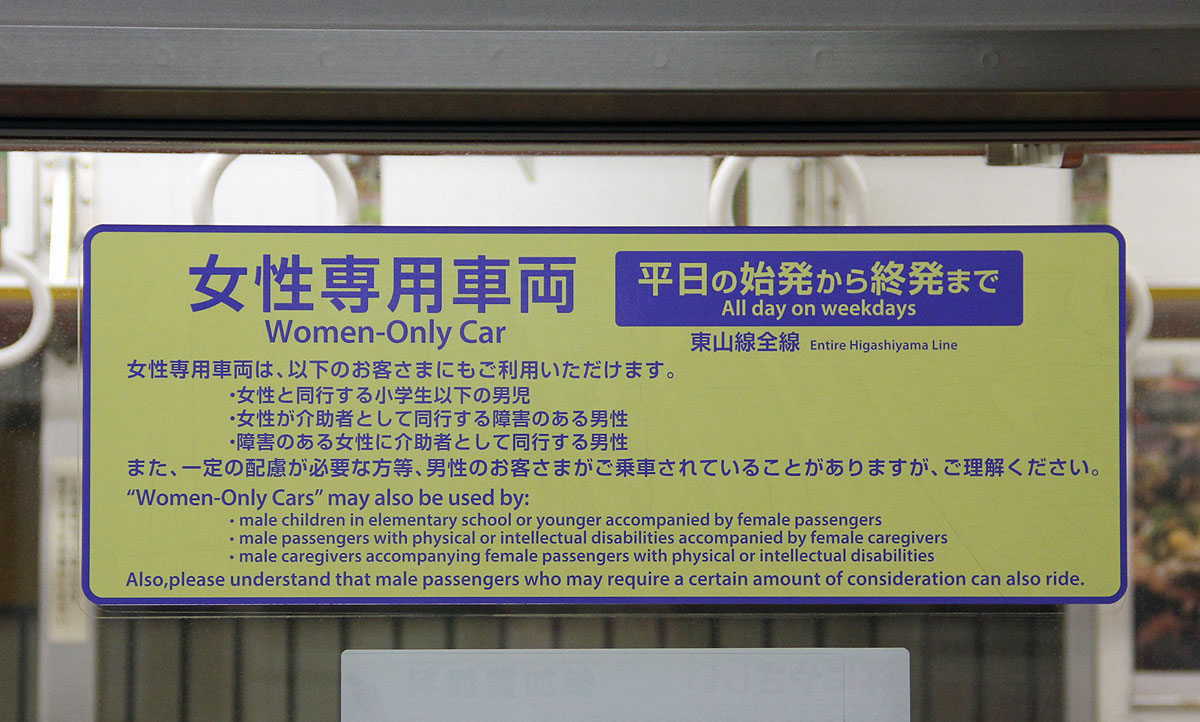 女性専用車両
Women-Only Car
平日の始発から終発まで
All day on weekdays
東山線全線 Entire Higashiyama Line
女性専用車両は、以下のお客さまにもご利用いただけます。
・女性と同行する小学生以下の男児
・女性が介助者として同行する障害のある男性
・障害のある女性に介助者として同行する男性
また、一定の配慮が必要な方等、男性のお客さまがご乗車されていることがありますが、ご理解ください。
“Women-Only Cars” may also be used by:
・male children in elementary school or younger accompanied by female passengers
・male passengers with physical or intellectual disabilities accompanied by female caregivers
・male caregivers accompanying female passengers with physical or intellectual disabilities
Also,please understand that male passengers who may require a certain amount of consideration can also ride.